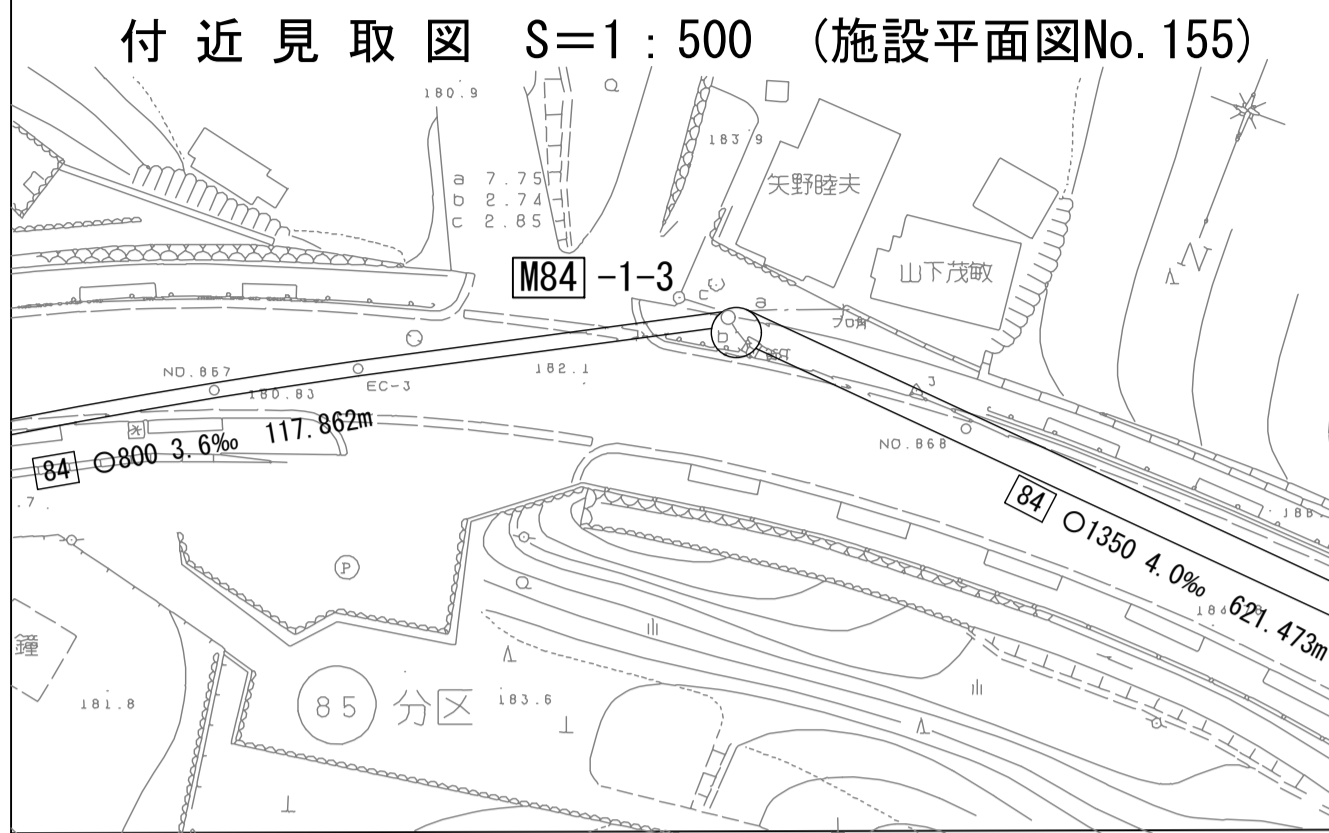 付近見取図 S=1:500 (施設平面図No.155)
180.9
183.9
a 7.75
b 2.74
c 2.85
矢野睦夫
山下茂敏
M84 -1-3
N
c
a
b
NO.867
180.83
EC-3
182.1
J
NO.868
84 ○800 3.6‰ 117.862m
84 ○1350 4.0‰ 621.473m
.7
P
鐘
181.8
85 分区
183.6